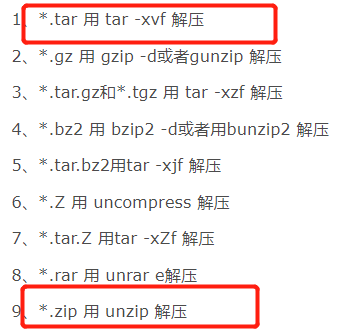 1、*.tar 用 tar -xvf 解压
2、*.gz 用 gzip -d或者gunzip 解压
3、*.tar.gz和*.tgz 用 tar -xzf 解压
4、*.bz2 用 bzip2 -d或者用bunzip2 解压
5、*.tar.bz2用tar -xjf 解压
6、*.Z 用 uncompress 解压
7、*.tar.Z 用tar -xZf 解压
8、*.rar 用 unrar e解压
9、*.zip 用 unzip 解压